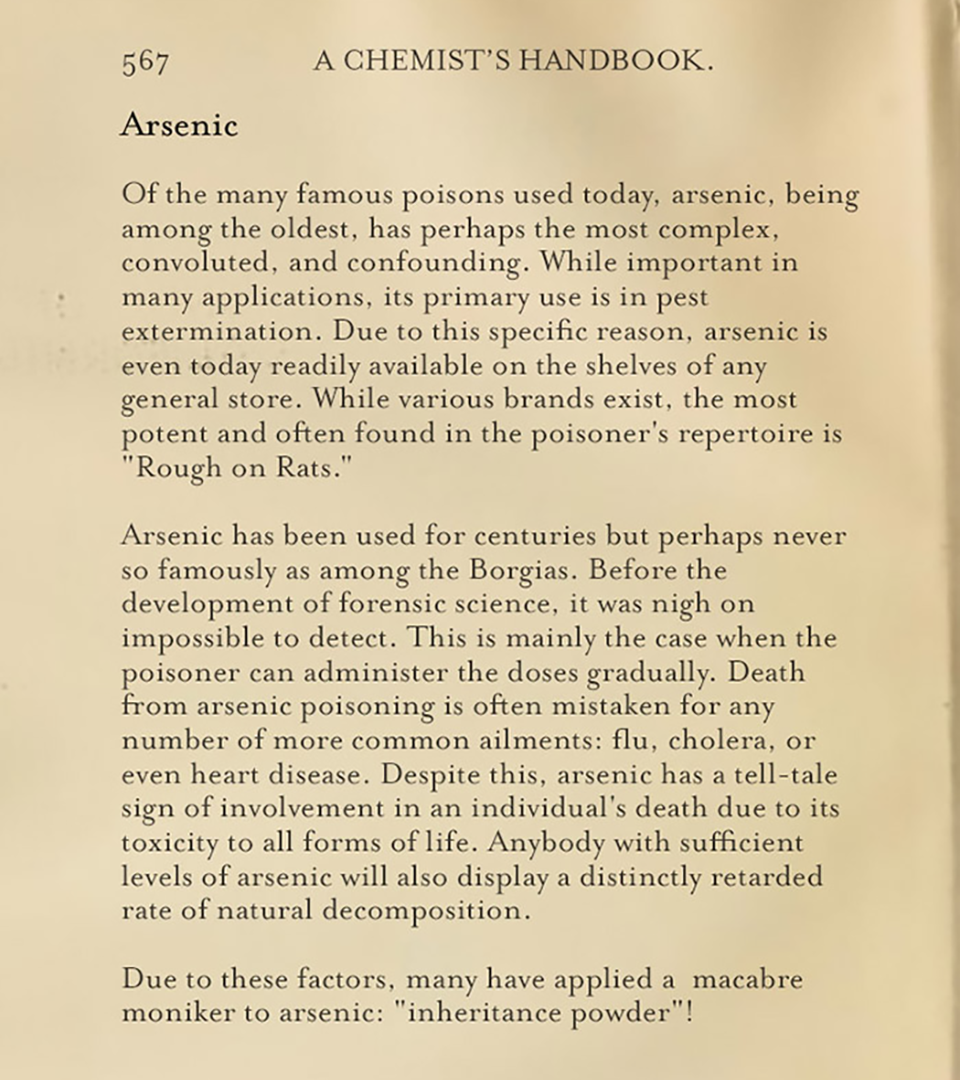 567 A CHEMIST'S HANDBOOK.
Arsenic
Of the many famous poisons used today, arsenic, being
among the oldest, has perhaps the most complex,
convoluted, and confounding. While important in
many applications, its primary use is in pest
extermination. Due to this specific reason, arsenic is
even today readily available on the shelves of any
general store. While various brands exist, the most
potent and often found in the poisoner's repertoire is
"Rough on Rats."
Arsenic has been used for centuries but perhaps never
so famously as among the Borgias. Before the
development of forensic science, it was nigh on
impossible to detect. This is mainly the case when the
poisoner can administer the doses gradually. Death
from arsenic poisoning is often mistaken for any
number of more common ailments: flu, cholera, or
even heart disease. Despite this, arsenic has a tell-tale
sign of involvement in an individual's death due to its
toxicity to all forms of life. Anybody with sufficient
levels of arsenic will also display a distinctly retarded
rate of natural decomposition.
Due to these factors, many have applied a  macabre
moniker to arsenic: "inheritance powder"!